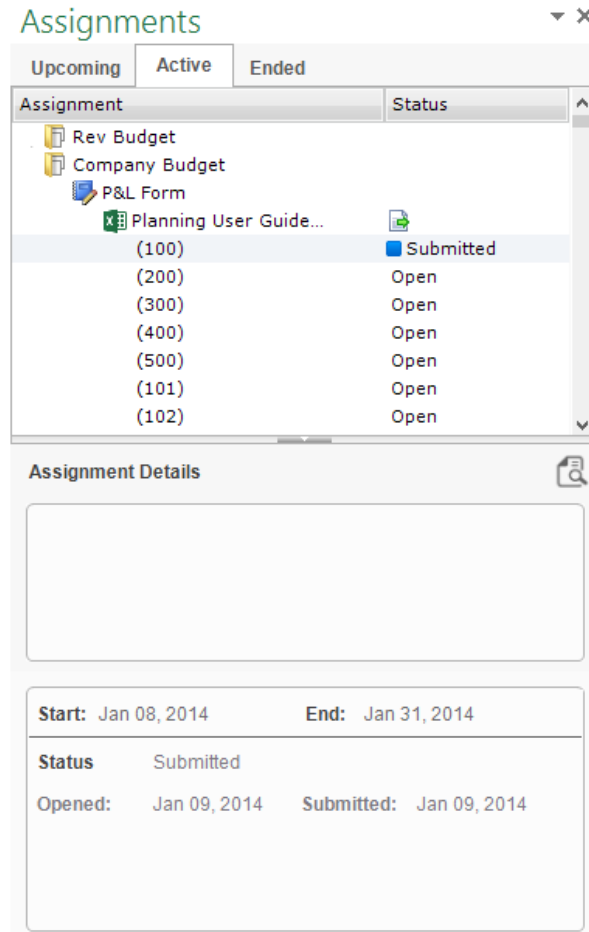 Assignments
Upcoming Active Ended
Assignment Status
Rev Budget
Company Budget
P&L Form
Planning User Guide...
(100) Submitted
(200) Open
(300) Open
(400) Open
(500) Open
(101) Open
(102) Open
Assignment Details
Start: Jan 08, 2014 End: Jan 31, 2014
Status Submitted
Opened: Jan 09, 2014 Submitted: Jan 09, 2014